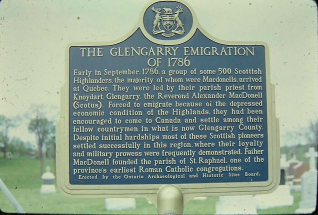 THE GLENGARRY EMIGRATION
OF 1786
Early in September, 1786, a group of some 500 Scottish
Highlanders, the majority of whom were Macdonells, arrived
at Quebec. They were led by their parish priest from
Knoydart, Glengarry, the Reverend Alexander MacDonell
(Scotus). Forced to emigrate because of the depressed
economic condition of the Highlands, they had been
encouraged to come to Canada and settle among their
fellow countrymen in what is now Glengarry County.
Despite initial hardships most of these Scottish pioneers
settled successfully in this region, where their loyalty
and military prowess were frequently demonstrated. Father
MacDonell founded the parish of St. Raphael, one of the
province's earliest Roman Catholic congregations.
Erected by the Ontario Archaeological and Historic Sites Board.